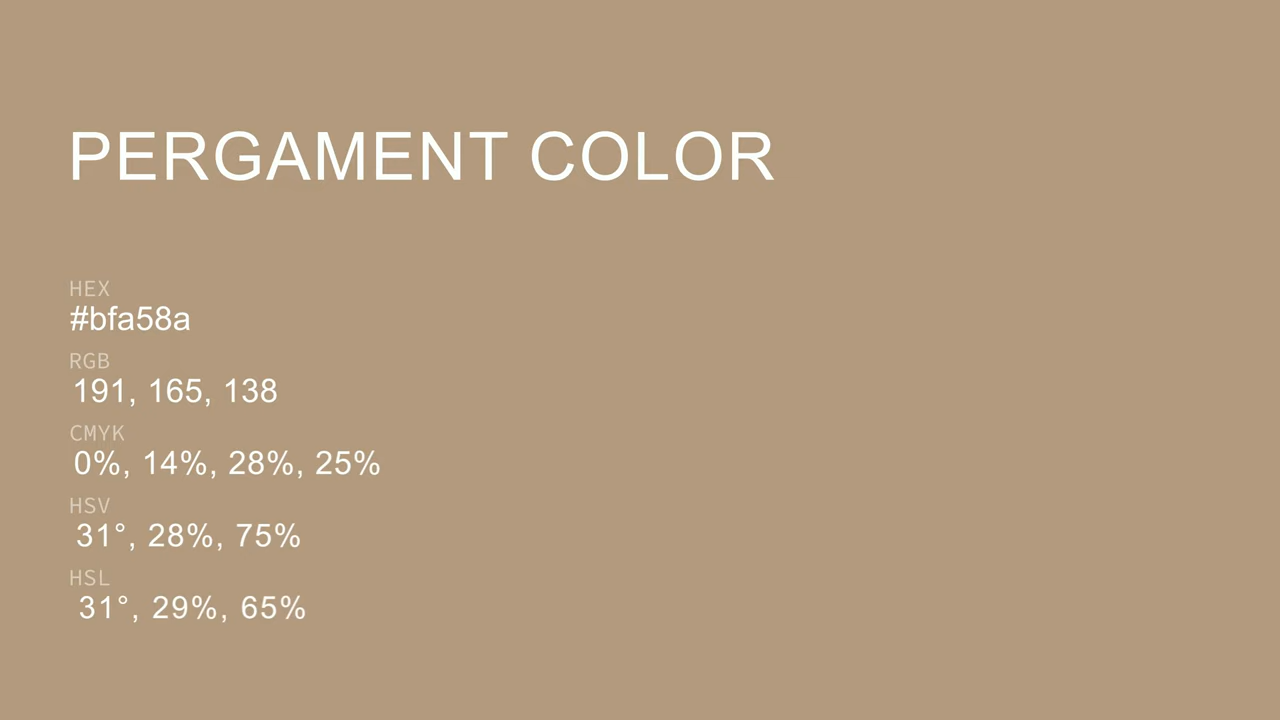 PERGAMENT COLOR
HEX
#bfa58a
RGB
191, 165, 138
CMYK
0%, 14%, 28%, 25%
HSV
31°, 28%, 75%
HSL
31°, 29%, 65%